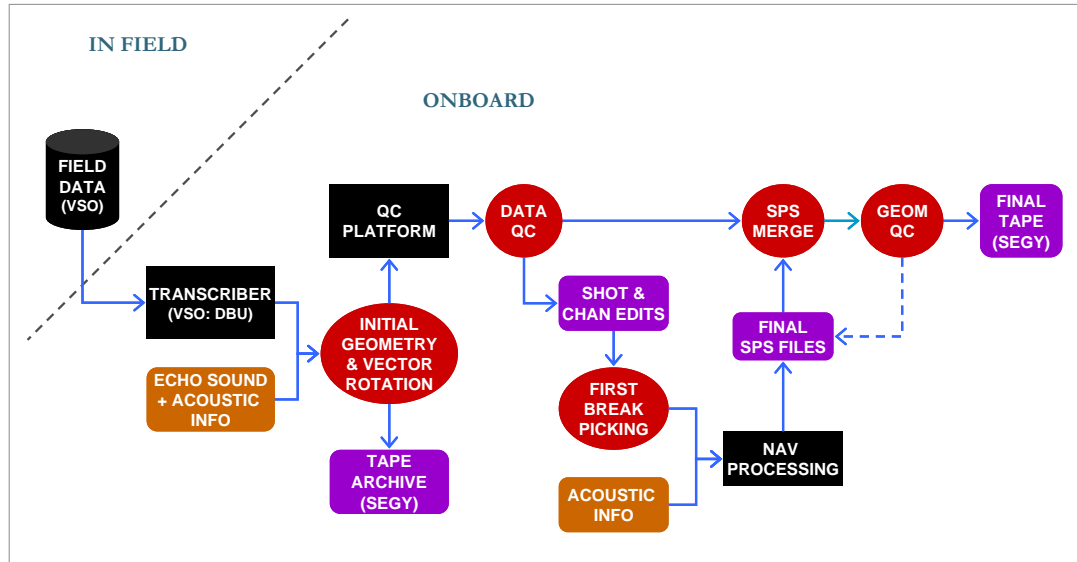 IN FIELD
ONBOARD
FIELD
DATA
(VSO)
TRANSCRIBER
(VSO: DBU)
ECHO SOUND
+ ACOUSTIC
INFO
INITIAL
GEOMETRY
& VECTOR
ROTATION
QC
PLATFORM
TAPE
ARCHIVE
(SEGY)
DATA
QC
SHOT &
CHAN EDITS
FIRST
BREAK
PICKING
ACOUSTIC
INFO
NAV
PROCESSING
FINAL
SPS FILES
SPS
MERGE
GEOM
QC
FINAL
TAPE
(SEGY)